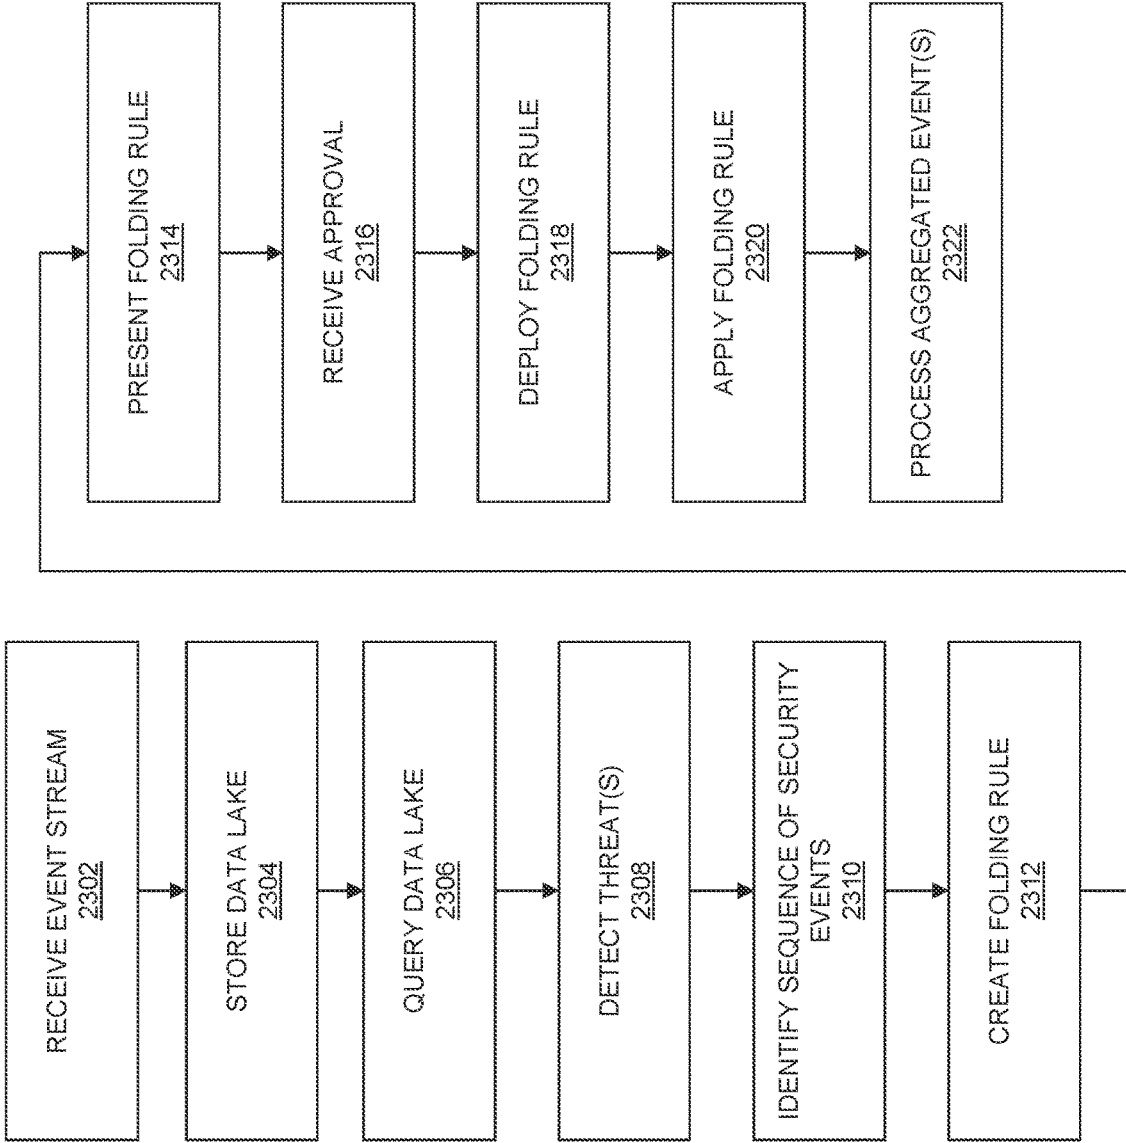 RECEIVE EVENT STREAM
2302
STORE DATA LAKE
2304
QUERY DATA LAKE
2306
DETECT THREAT(S)
2308
IDENTIFY SEQUENCE OF SECURITY
EVENTS
2310
CREATE FOLDING RULE
2312
PRESENT FOLDING RULE
2314
RECEIVE APPROVAL
2316
DEPLOY FOLDING RULE
2318
APPLY FOLDING RULE
2320
PROCESS AGGREGATED EVENT(S)
2322